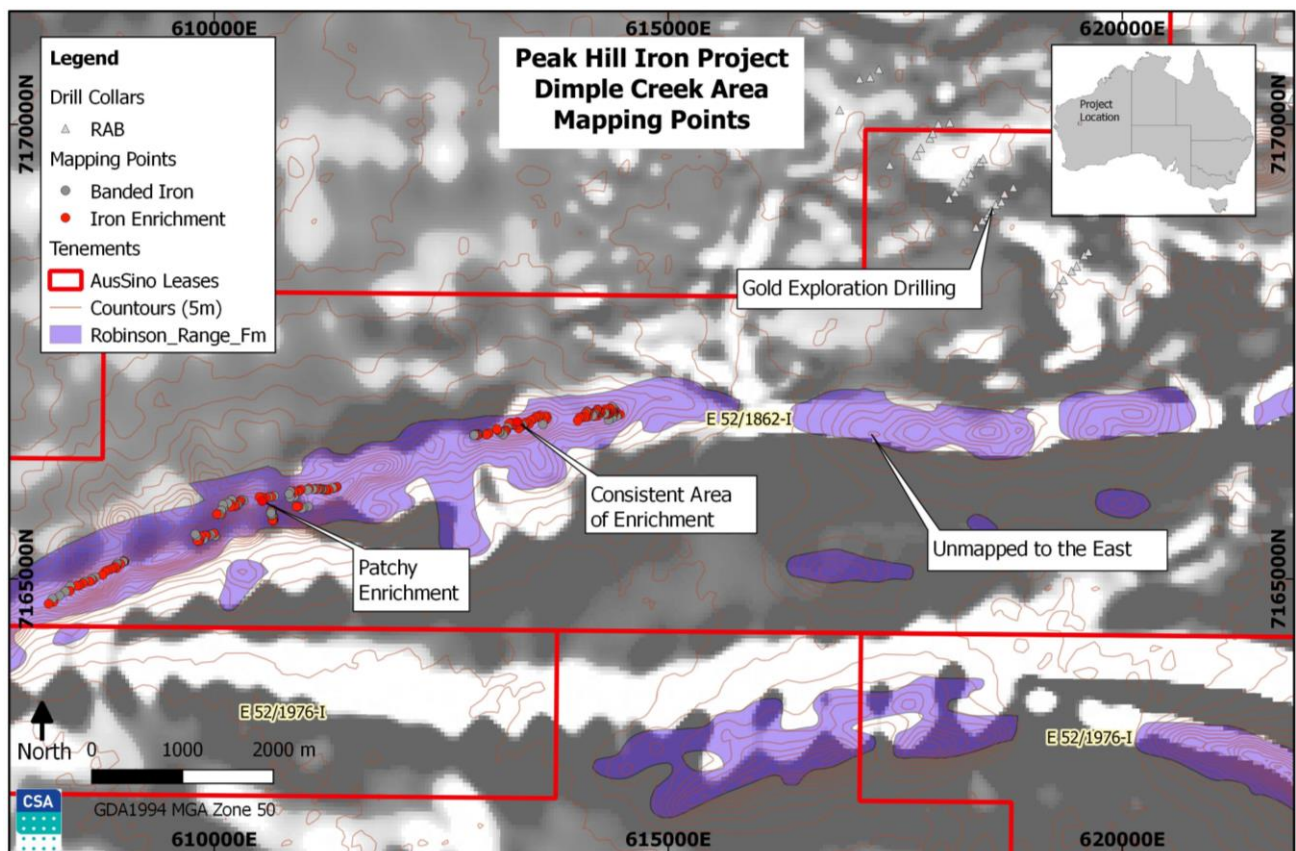 610000E
615000E
620000E
Legend
Drill Collars
RAB
Mapping Points
Banded Iron
Iron Enrichment
Tenements
AusSino Leases
Countours (5m)
Robinson_Range_Fm
Peak Hill Iron Project
Dimple Creek Area
Mapping Points
Project
Location
7170000N
7170000N
Gold Exploration Drilling
E 52/1862-I
Consistent Area
of Enrichment
Unmapped to the East
Patchy
Enrichment
7165000N
7165000N
E 52/1976-I
E 52/1976-I
North
0 1000 2000 m
CSA
GDA1994 MGA Zone 50
610000E
615000E
620000E